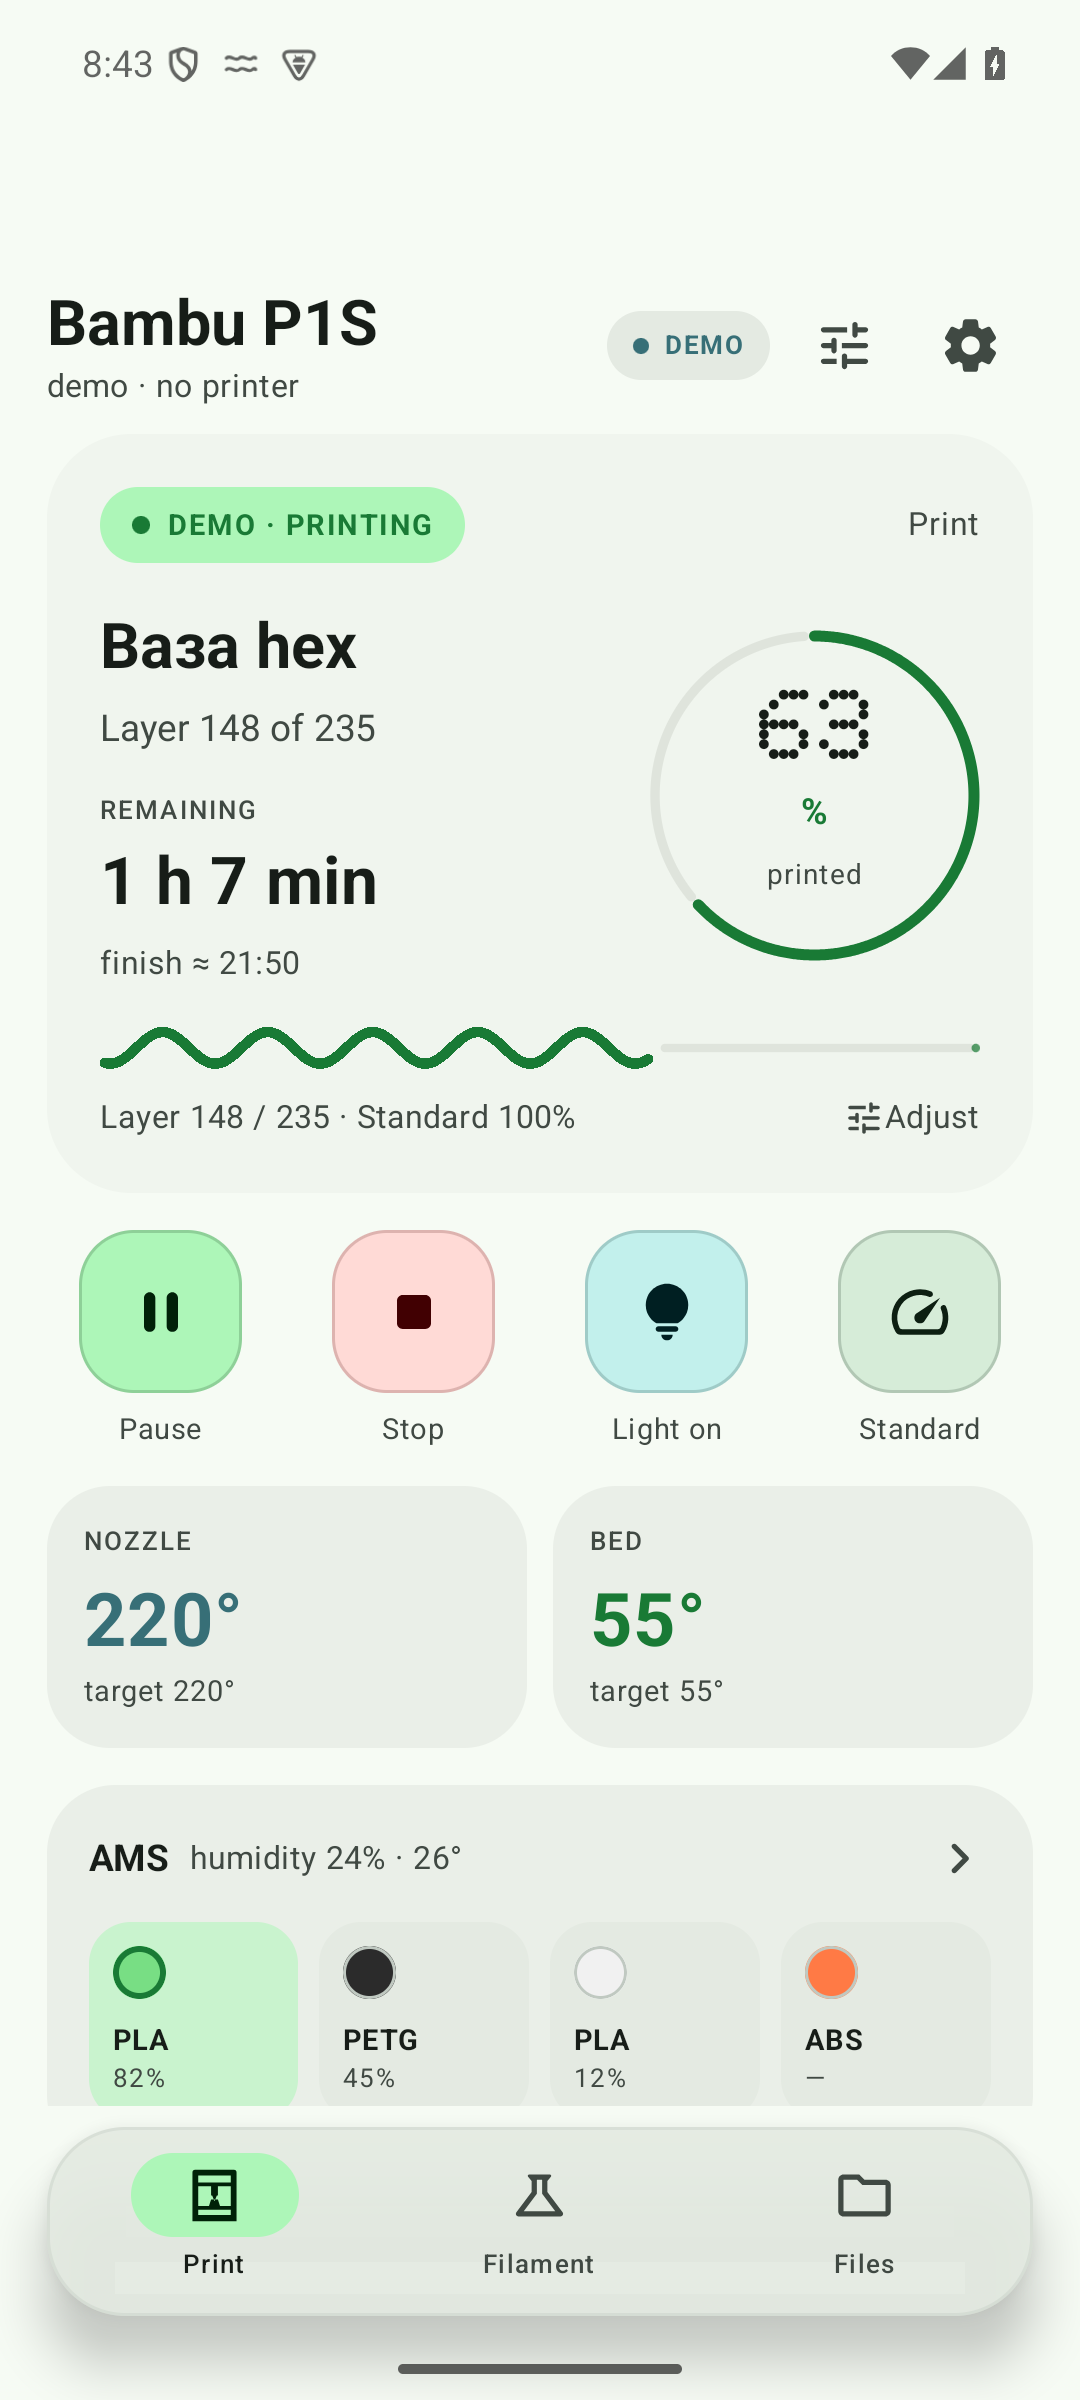 8:43
Bambu P1S
demo · no printer
DEMO
DEMO · PRINTING
Print
База hex
Layer 148 of 235
REMAINING
1 h 7 min
finish ≈ 21:50
63
%
printed
Layer 148 / 235 · Standard 100%
Adjust
Pause
Stop
Light on
Standard
NOZZLE
220°
target 220°
BED
55°
target 55°
AMS humidity 24% · 26°
PLA
82%
PETG
45%
PLA
12%
ABS
—
Print
Filament
Files